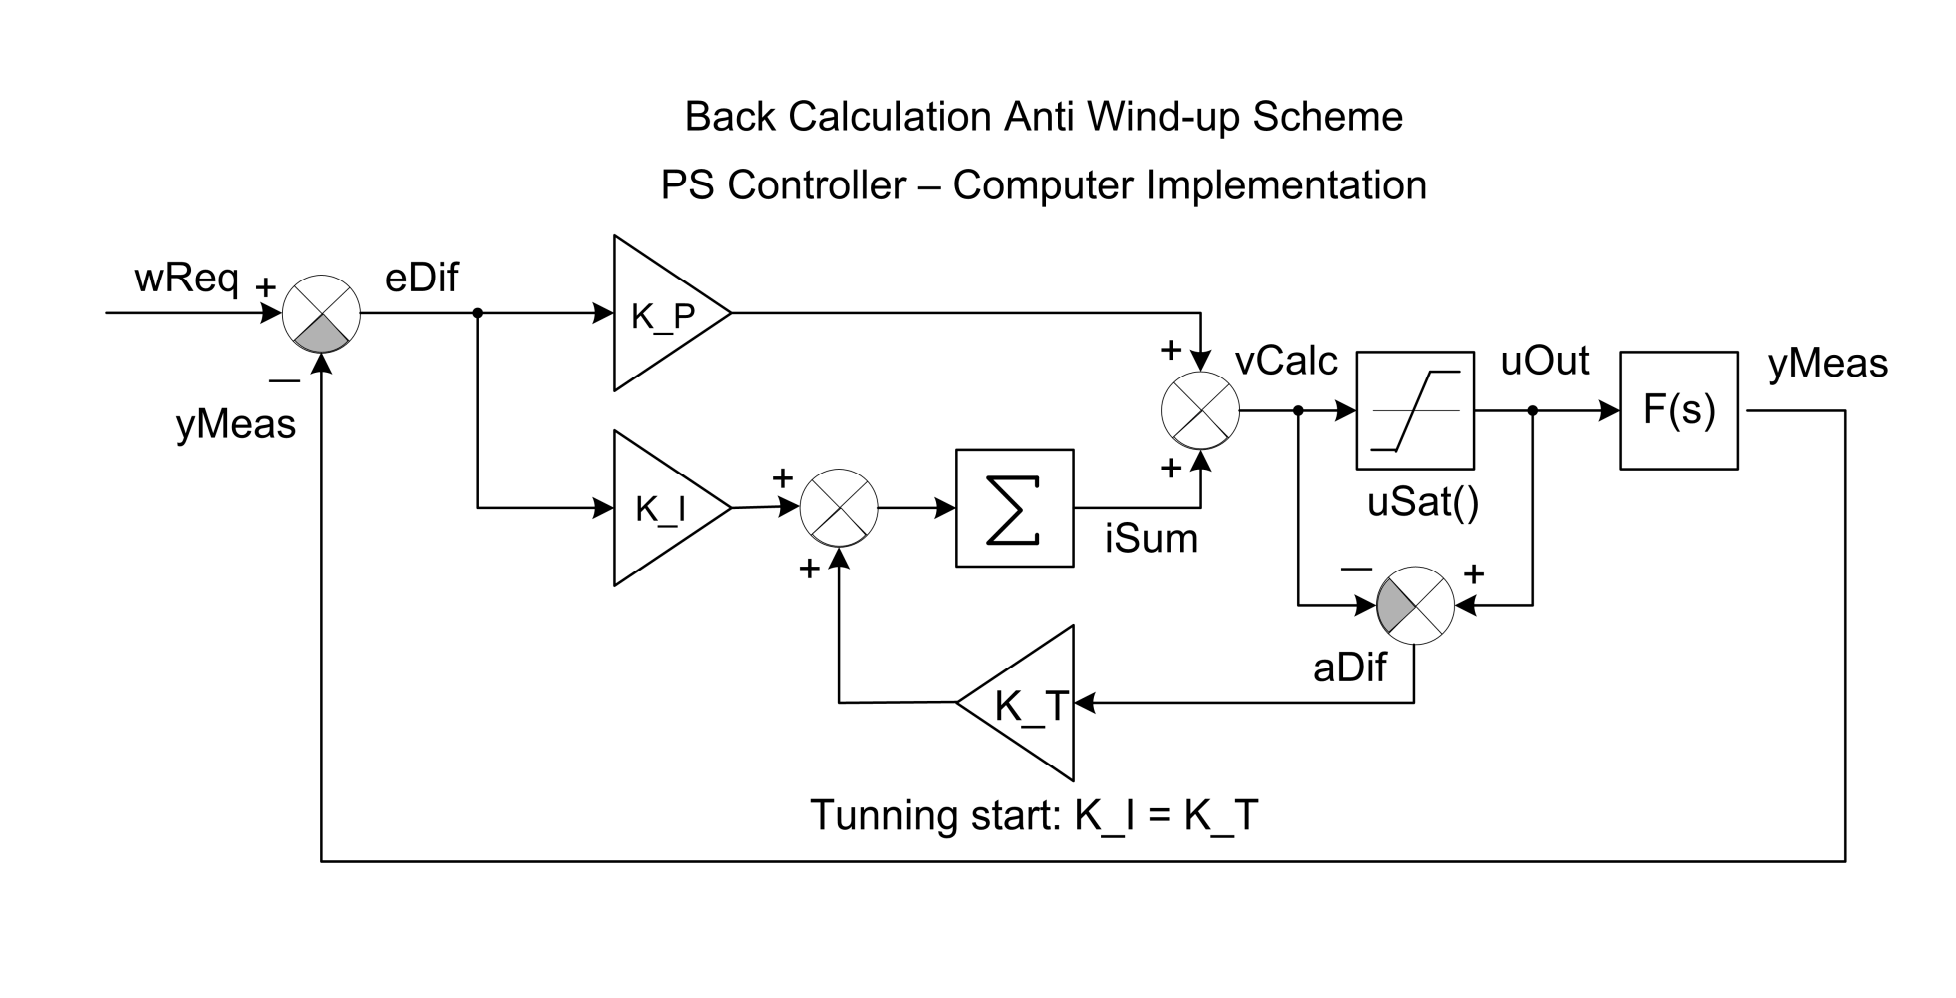 Back Calculation Anti Wind-up Scheme
PS Controller – Computer Implementation
wReq
+
eDif
K_P
—
yMeas
+
vCalc
uOut
F(s)
yMeas
K_I
+
+
∑
iSum
+
uSat()
—
+
aDif
K_T
Tunning start: K_I = K_T